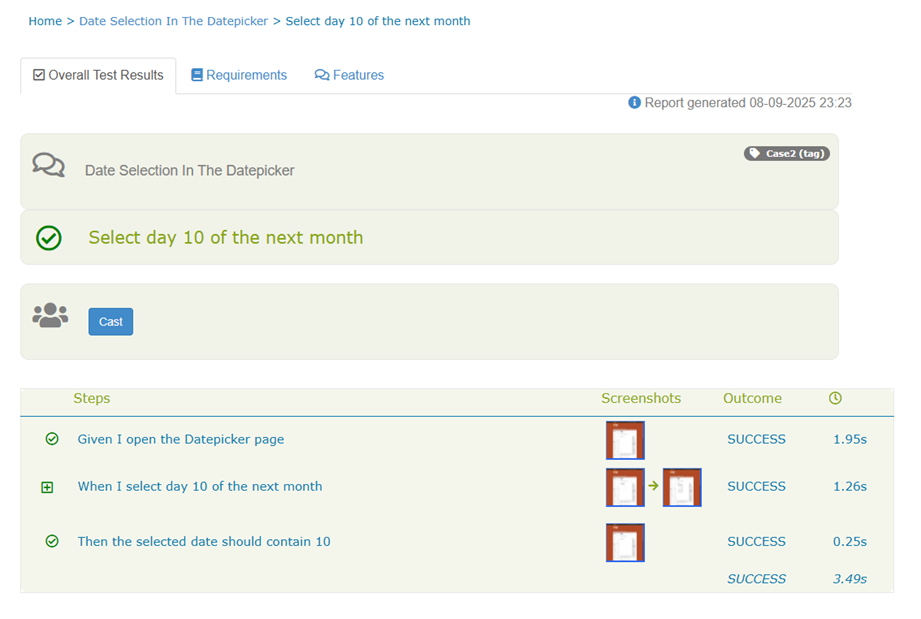 Home > Date Selection In The Datepicker > Select day 10 of the next month
Overall Test Results Requirements Features
Report generated 08-09-2025 23:23
Case2 (tag)
Date Selection In The Datepicker
Select day 10 of the next month
Cast
Steps Screenshots Outcome
Given I open the Datepicker page SUCCESS 1.95s
When I select day 10 of the next month SUCCESS 1.26s
Then the selected date should contain 10 SUCCESS 0.25s
SUCCESS 3.49s